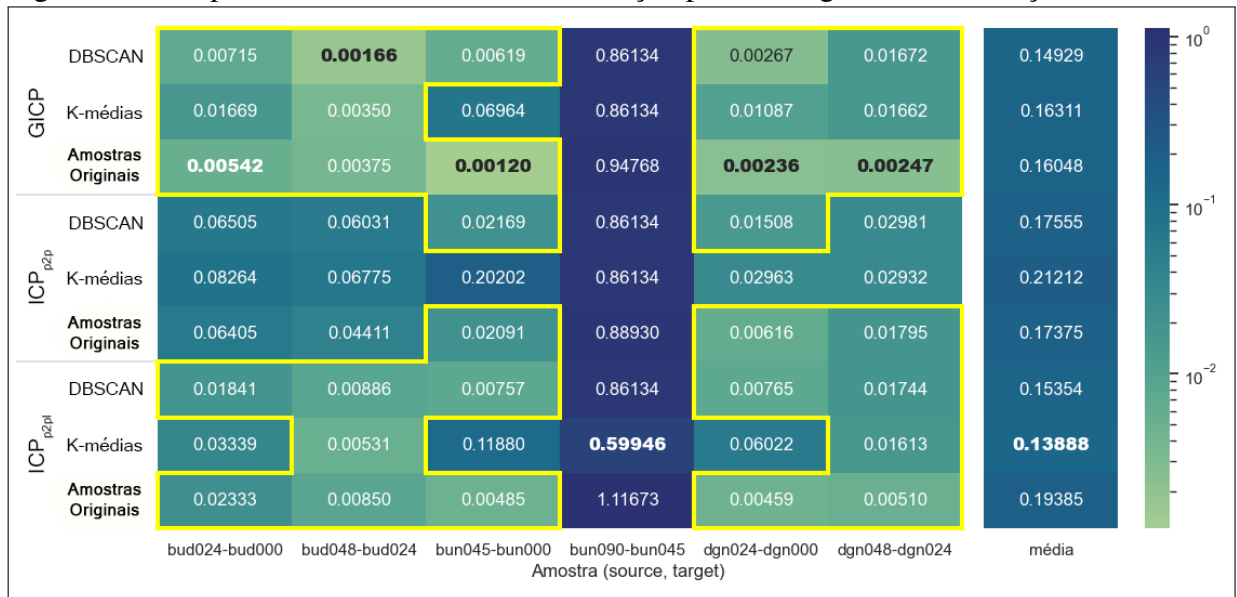 DBSCAN 0.00715 0.00166 0.00619 0.86134 0.00267 0.01672 0.14929
GICP
K-médias 0.01669 0.00350 0.06964 0.86134 0.01087 0.01662 0.16311
Amostras
Originais
0.00542 0.00375 0.00120 0.94768 0.00236 0.00247 0.16048
DBSCAN 0.06505 0.06031 0.02169 0.86134 0.01508 0.02981 0.17555
ICPp2p
K-médias 0.08264 0.06775 0.20202 0.86134 0.02963 0.02932 0.21212
Amostras
Originais
0.06405 0.04411 0.02091 0.88930 0.00616 0.01795 0.17375
DBSCAN 0.01841 0.00886 0.00757 0.86134 0.00765 0.01744 0.15354
ICPp2pl
K-médias 0.03339 0.00531 0.11880 0.59946 0.06022 0.01613 0.13888
Amostras
Originais
0.02333 0.00850 0.00485 1.11673 0.00459 0.00510 0.19385
bud024-bud000 bud048-bud024 bun045-bun000 bun090-bun045 dgn024-dgn000 dgn048-dgn024 média
Amostra (source, target)
10⁰
10⁻¹
10⁻²